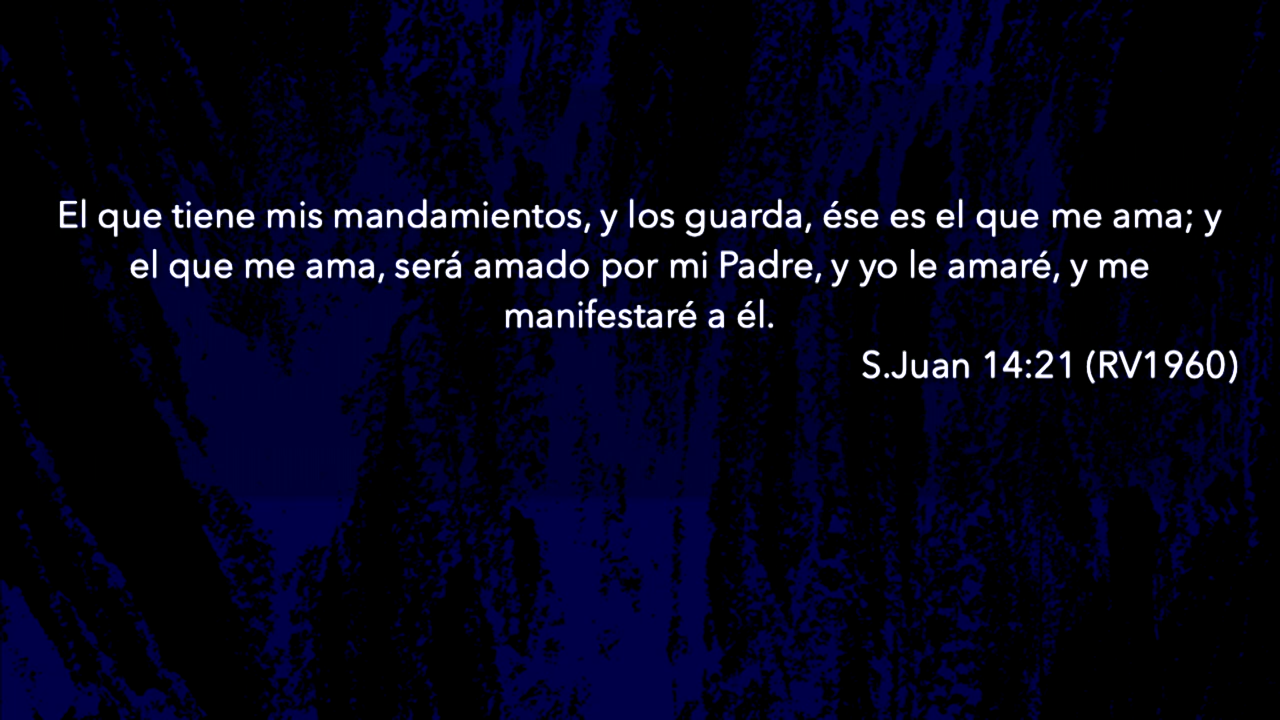 El que tiene mis mandamientos, y los guarda, ése es el que me ama; y
el que me ama, será amado por mi Padre, y yo le amaré, y me
manifestaré a él.
S.Juan 14:21 (RV1960)